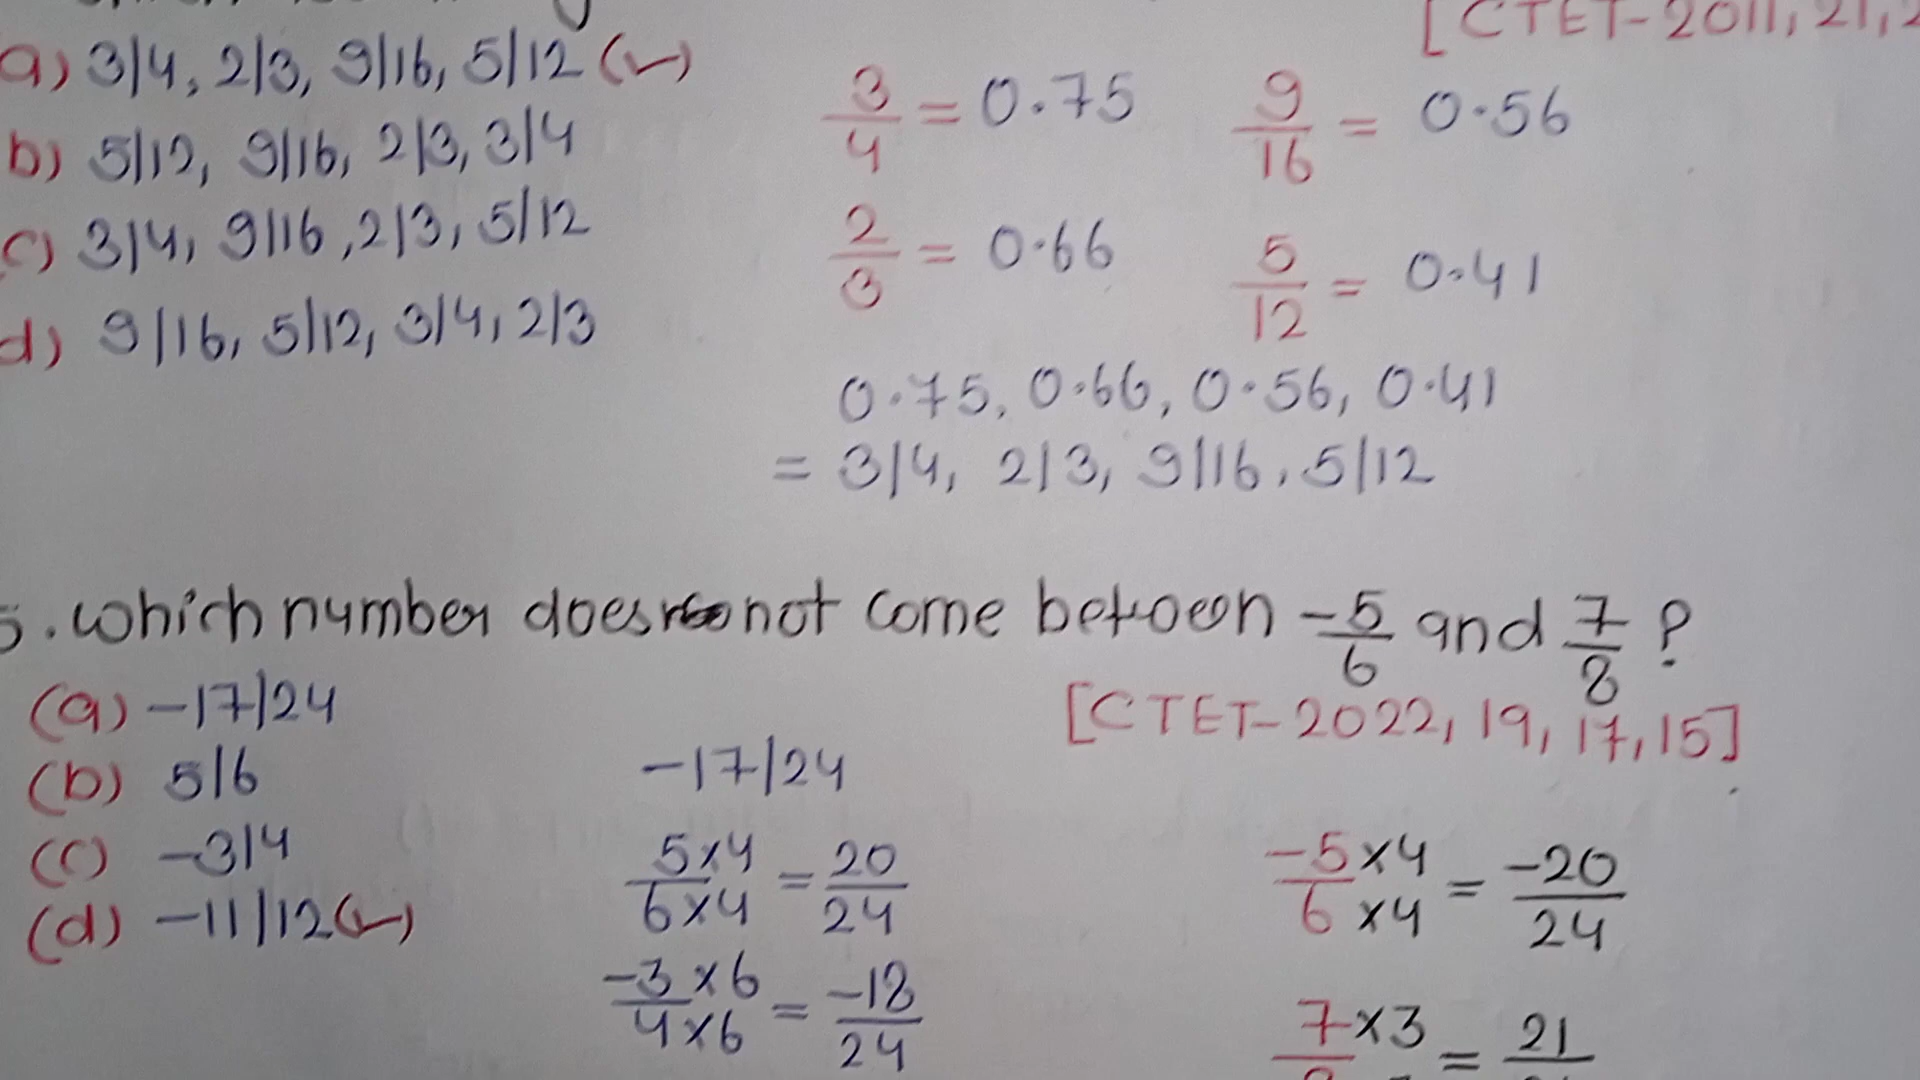 [CTET-2011, 21, 2
a) 3/4, 2/3, 9/16, 5/12 (✓)
b) 5/12, 9/16, 2/3, 3/4
c) 3/4, 9/16, 2/3, 5/12
d) 9/16, 5/12, 3/4, 2/3
3/4 = 0.75
9/16 = 0.56
2/3 = 0.66
5/12 = 0.41
0.75, 0.66, 0.56, 0.41
= 3/4, 2/3, 9/16, 5/12
5. which number does not come between -5/6 and 7/8 ?
[CTET-2022, 19, 17, 15]
(a) -17/24
(b) 5/6
(c) -3/4
(d) -11/12 (✓)
-17/24
5×4/6×4 = 20/24
-3×6/4×6 = -18/24
-5×4/6×4 = -20/24
7×3 = 21